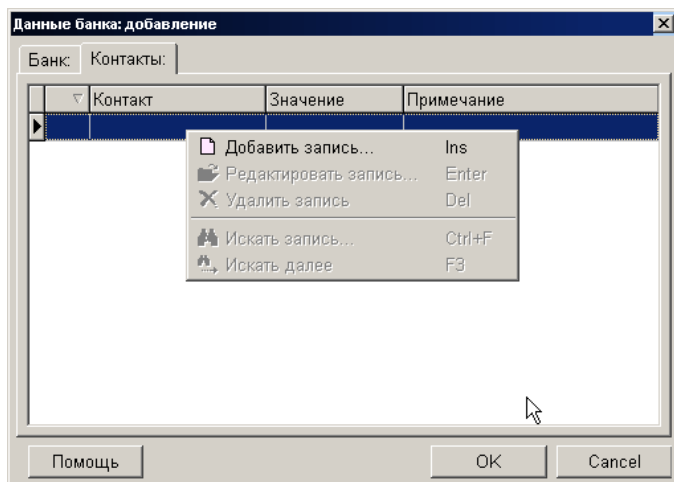 Данные банка: добавление
Банк: Контакты:
Контакт Значение Примечание
Добавить запись... Ins
Редактировать запись... Enter
Удалить запись Del
Искать запись... Ctrl+F
Искать далее F3
Помощь OK Cancel